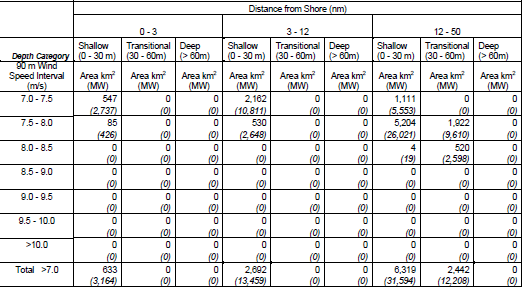 Distance from Shore (nm)
0 - 3 3 - 12 12 - 50
Depth Category Shallow (0 - 30 m) Transitional (30 - 60m) Deep (> 60m) Shallow (0 - 30 m) Transitional (30 - 60m) Deep (> 60m) Shallow (0 - 30 m) Transitional (30 - 60m) Deep (> 60m)
90 m Wind Speed Interval (m/s) Area km² (MW) Area km² (MW) Area km² (MW) Area km² (MW) Area km² (MW) Area km² (MW) Area km² (MW) Area km² (MW) Area km² (MW)
7.0 - 7.5 547 0 0 2,162 0 0 1,111 0 0
(2,737) (0) (0) (10,811) (0) (0) (5,553) (0) (0)
7.5 - 8.0 85 0 0 530 0 0 5,204 1,922 0
(426) (0) (0) (2,648) (0) (0) (26,021) (9,610) (0)
8.0 - 8.5 0 0 0 0 0 0 4 520 0
(0) (0) (0) (0) (0) (0) (19) (2,598) (0)
8.5 - 9.0 0 0 0 0 0 0 0 0 0
(0) (0) (0) (0) (0) (0) (0) (0) (0)
9.0 - 9.5 0 0 0 0 0 0 0 0 0
(0) (0) (0) (0) (0) (0) (0) (0) (0)
9.5 - 10.0 0 0 0 0 0 0 0 0 0
(0) (0) (0) (0) (0) (0) (0) (0) (0)
>10.0 0 0 0 0 0 0 0 0 0
(0) (0) (0) (0) (0) (0) (0) (0) (0)
Total >7.0 633 0 0 2,692 0 0 6,319 2,442 0
(3,164) (0) (0) (13,459) (0) (0) (31,594) (12,208) (0)